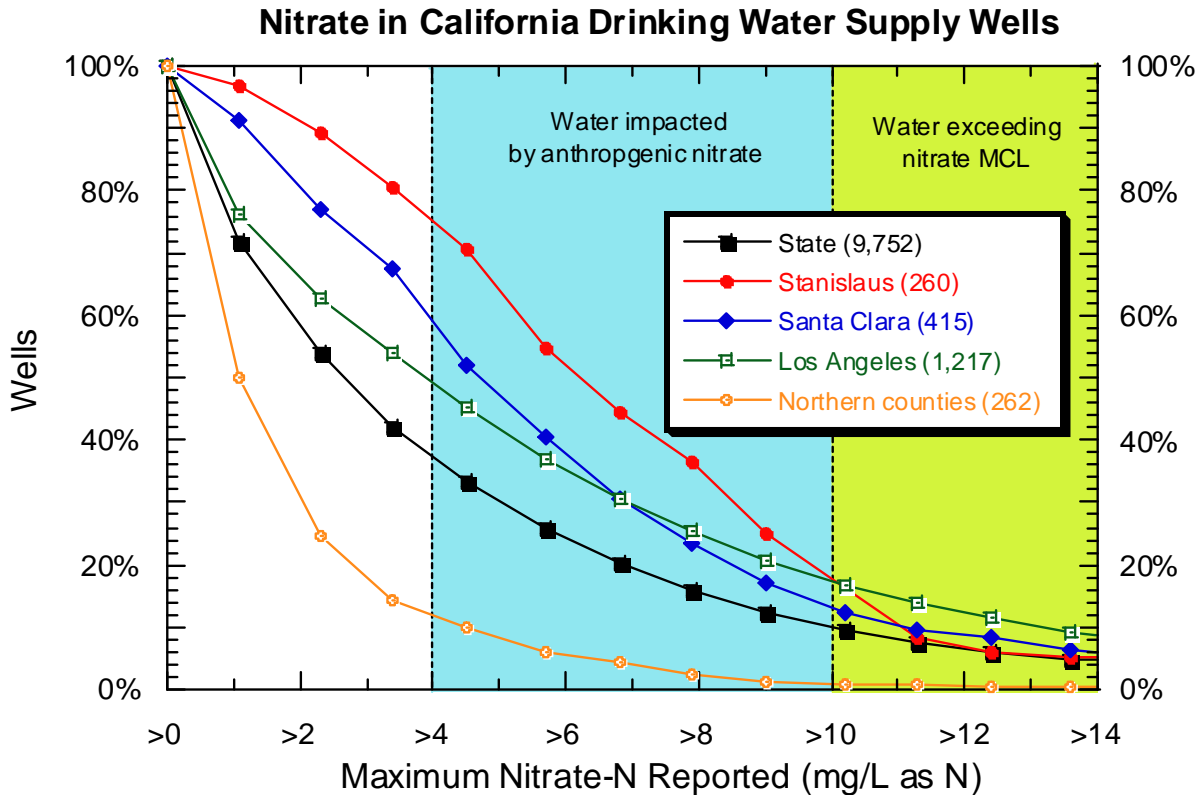 Nitrate in California Drinking Water Supply Wells
100%
80%
60%
40%
20%
0%
Wells
Water impacted
by anthropgenic nitrate
Water exceeding
nitrate MCL
State (9,752)
Stanislaus (260)
Santa Clara (415)
Los Angeles (1,217)
Northern counties (262)
100%
80%
60%
40%
20%
0%
>0 >2 >4 >6 >8 >10 >12 >14
Maximum Nitrate-N Reported (mg/L as N)